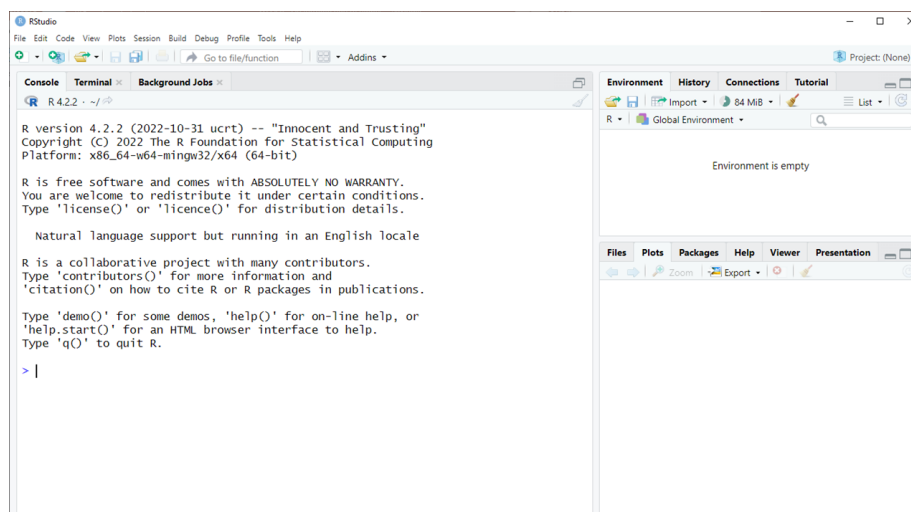 RStudio
File Edit Code View Plots Session Build Debug Profile Tools Help
Go to file/function Addins Project: (None)
Console Terminal Background Jobs
R 4.2.2 · ~/
R version 4.2.2 (2022-10-31 ucrt) -- "Innocent and Trusting"
Copyright (C) 2022 The R Foundation for Statistical Computing
Platform: x86_64-w64-mingw32/x64 (64-bit)
R is free software and comes with ABSOLUTELY NO WARRANTY.
You are welcome to redistribute it under certain conditions.
Type 'license()' or 'licence()' for distribution details.
Natural language support but running in an English locale
R is a collaborative project with many contributors.
Type 'contributors()' for more information and
'citation()' on how to cite R or R packages in publications.
Type 'demo()' for some demos, 'help()' for on-line help, or
'help.start()' for an HTML browser interface to help.
Type 'q()' to quit R.
>
Environment History Connections Tutorial
Import 84 MiB List
R Global Environment
Environment is empty
Files Plots Packages Help Viewer Presentation
Zoom Export